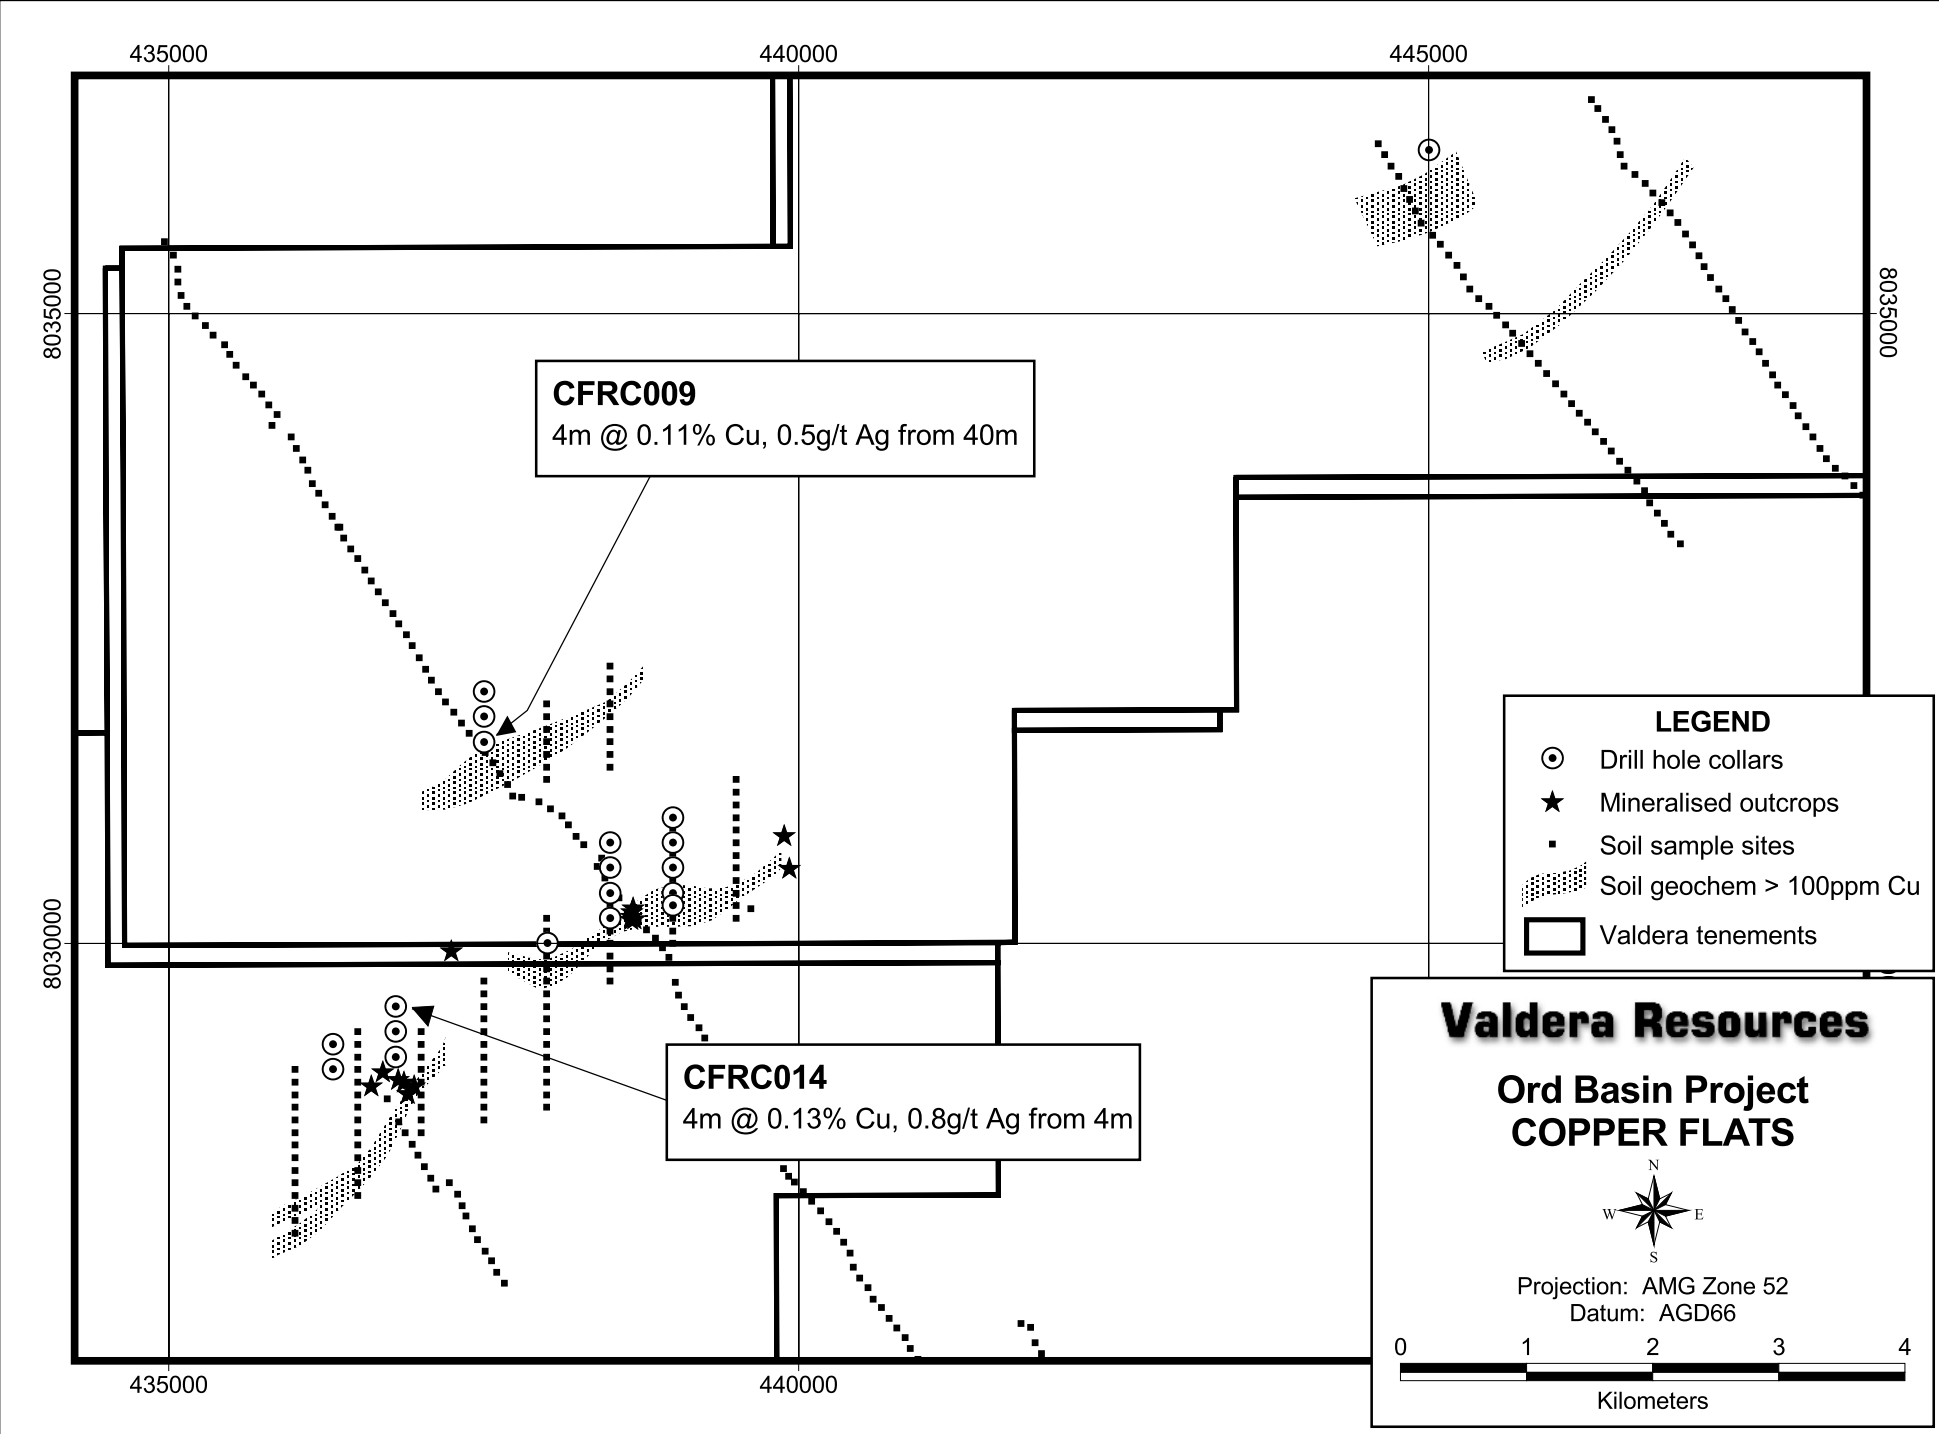 435000
440000
445000
8035000
8035000
CFRC009
4m @ 0.11% Cu, 0.5g/t Ag from 40m
LEGEND
Drill hole collars
Mineralised outcrops
Soil sample sites
Soil geochem > 100ppm Cu
Valdera tenements
8030000
CFRC014
4m @ 0.13% Cu, 0.8g/t Ag from 4m
Valdera Resources
Ord Basin Project
COPPER FLATS
N
W
E
S
Projection: AMG Zone 52
Datum: AGD66
0 1 2 3 4
Kilometers
435000
440000